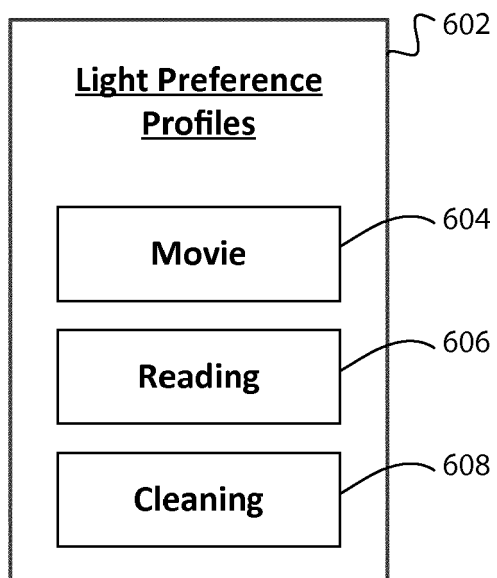 602
Light Preference
Profiles
604
Movie
606
Reading
608
Cleaning